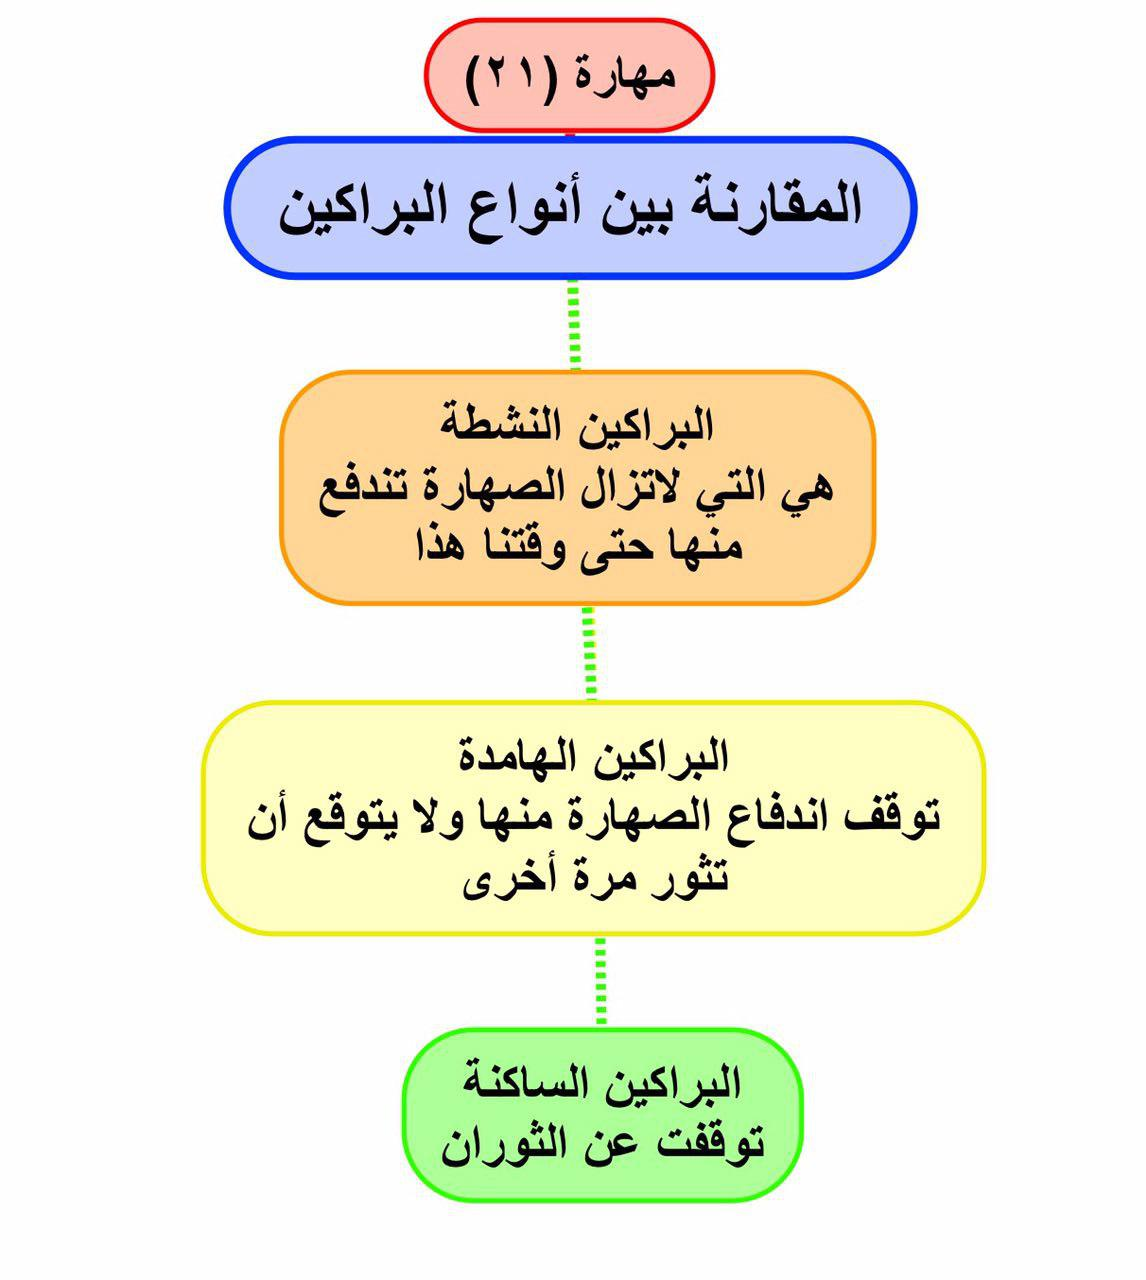 مهارة (٢١)
المقارنة بين أنواع البراكين
البراكين النشطة
هي التي لاتزال الصهارة تندفع
منها حتى وقتنا هذا
البراكين الهامدة
توقف اندفاع الصهارة منها ولا يتوقع أن
تثور مرة أخرى
البراكين الساكنة
توقفت عن الثوران